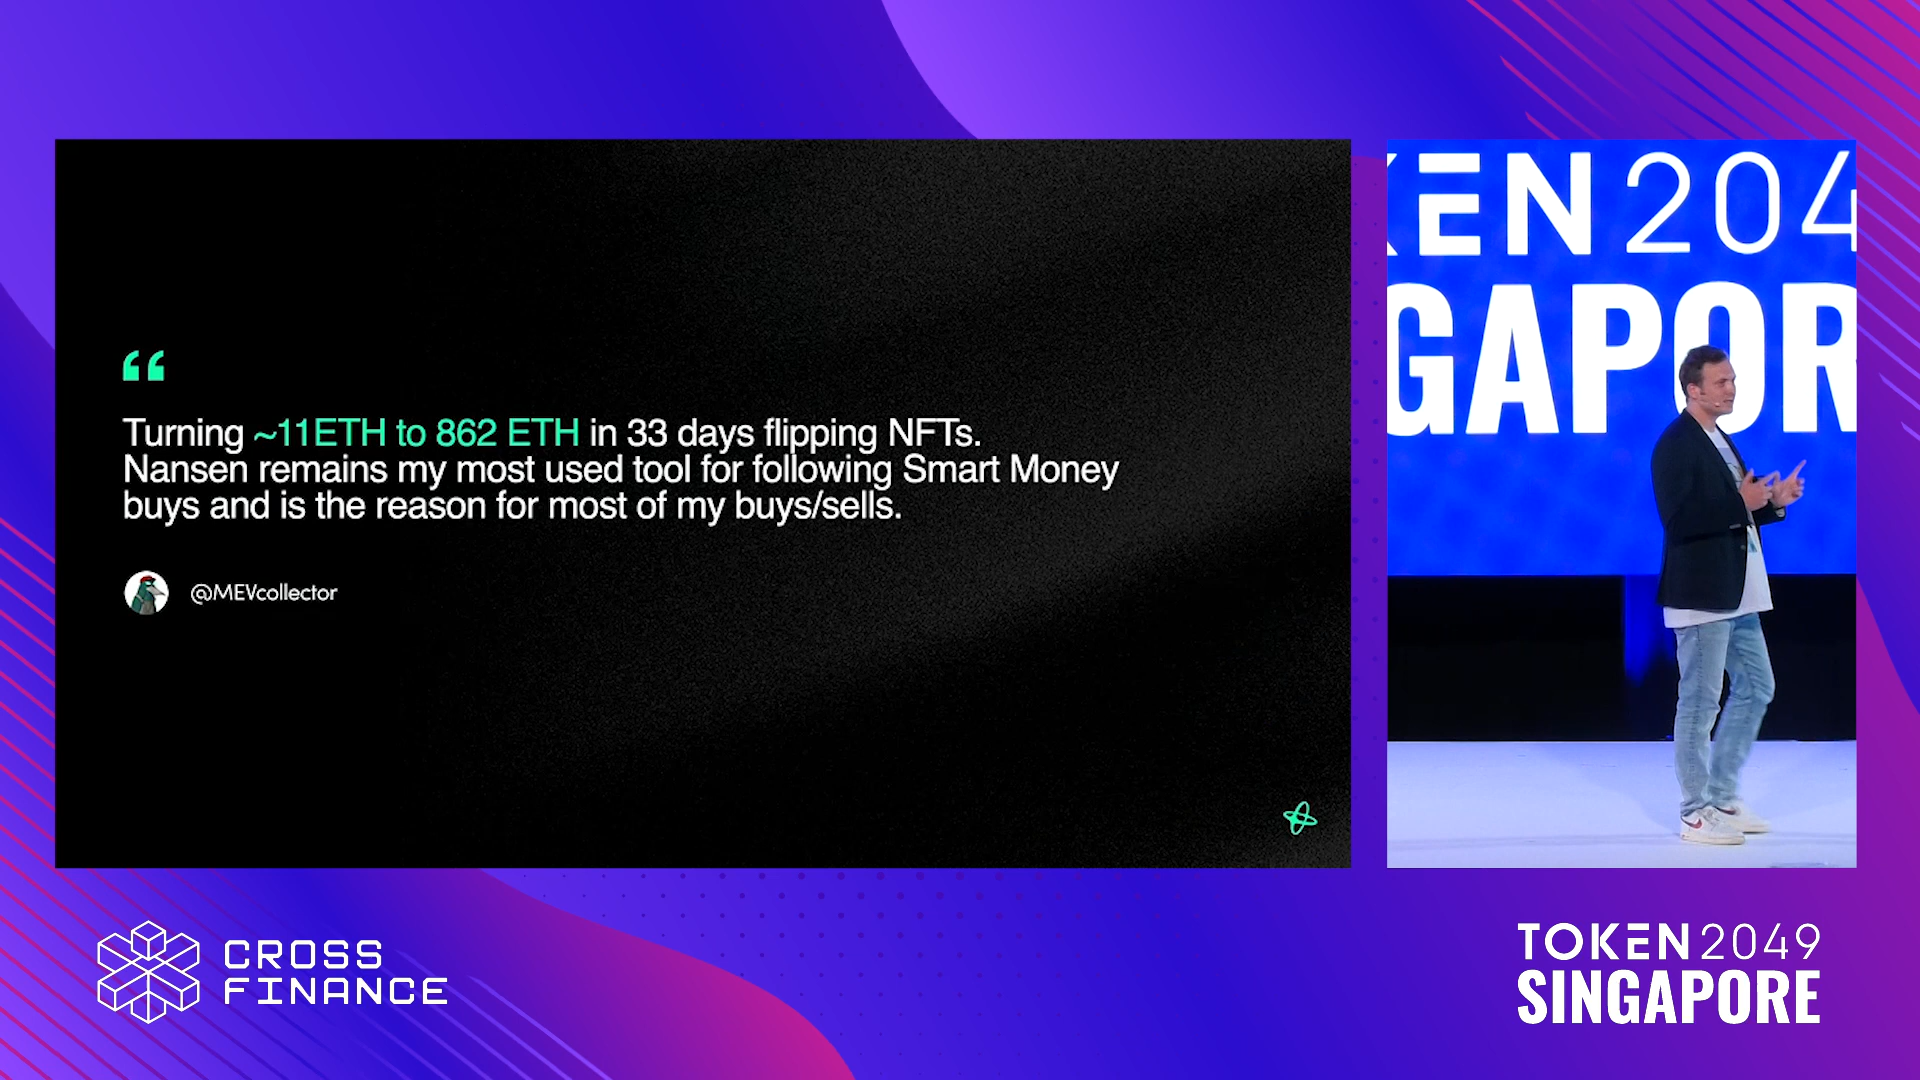 “
Turning ~11ETH to 862 ETH in 33 days flipping NFTs.
Nansen remains my most used tool for following Smart Money
buys and is the reason for most of my buys/sells.
@MEVcollector
KEN204
GAPOR
CROSS
FINANCE
TOKEN2049
SINGAPORE